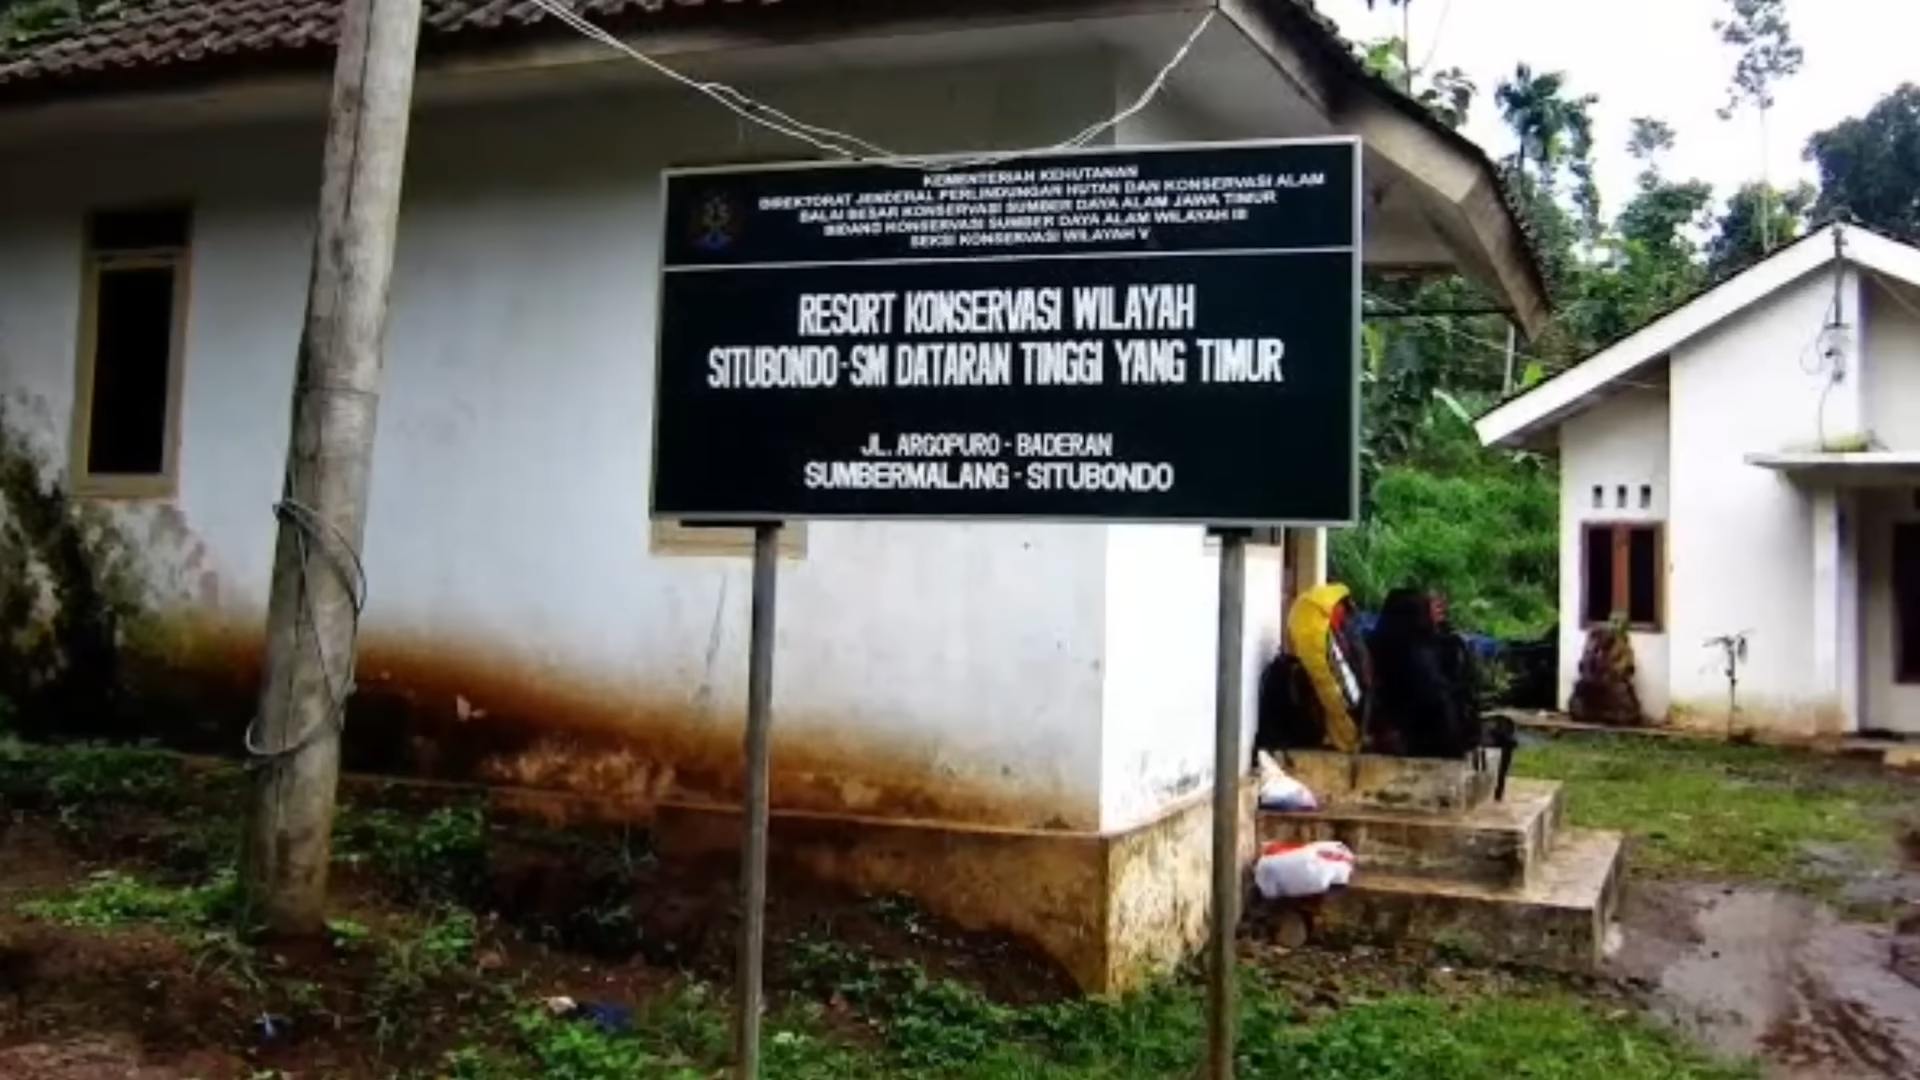 KEMENTERIAN KEHUTANAN
DIREKTORAT JENDERAL PERLINDUNGAN HUTAN DAN KONSERVASI ALAM
BALAI BESAR KONSERVASI SUMBER DAYA ALAM JAWA TIMUR
BIDANG KONSERVASI SUMBER DAYA ALAM WILAYAH III
SEKSI KONSERVASI WILAYAH V
RESORT KONSERVASI WILAYAH
SITUBONDO-SM DATARAN TINGGI YANG TIMUR
JL. ARGOPURO - BADERAN
SUMBERMALANG - SITUBONDO